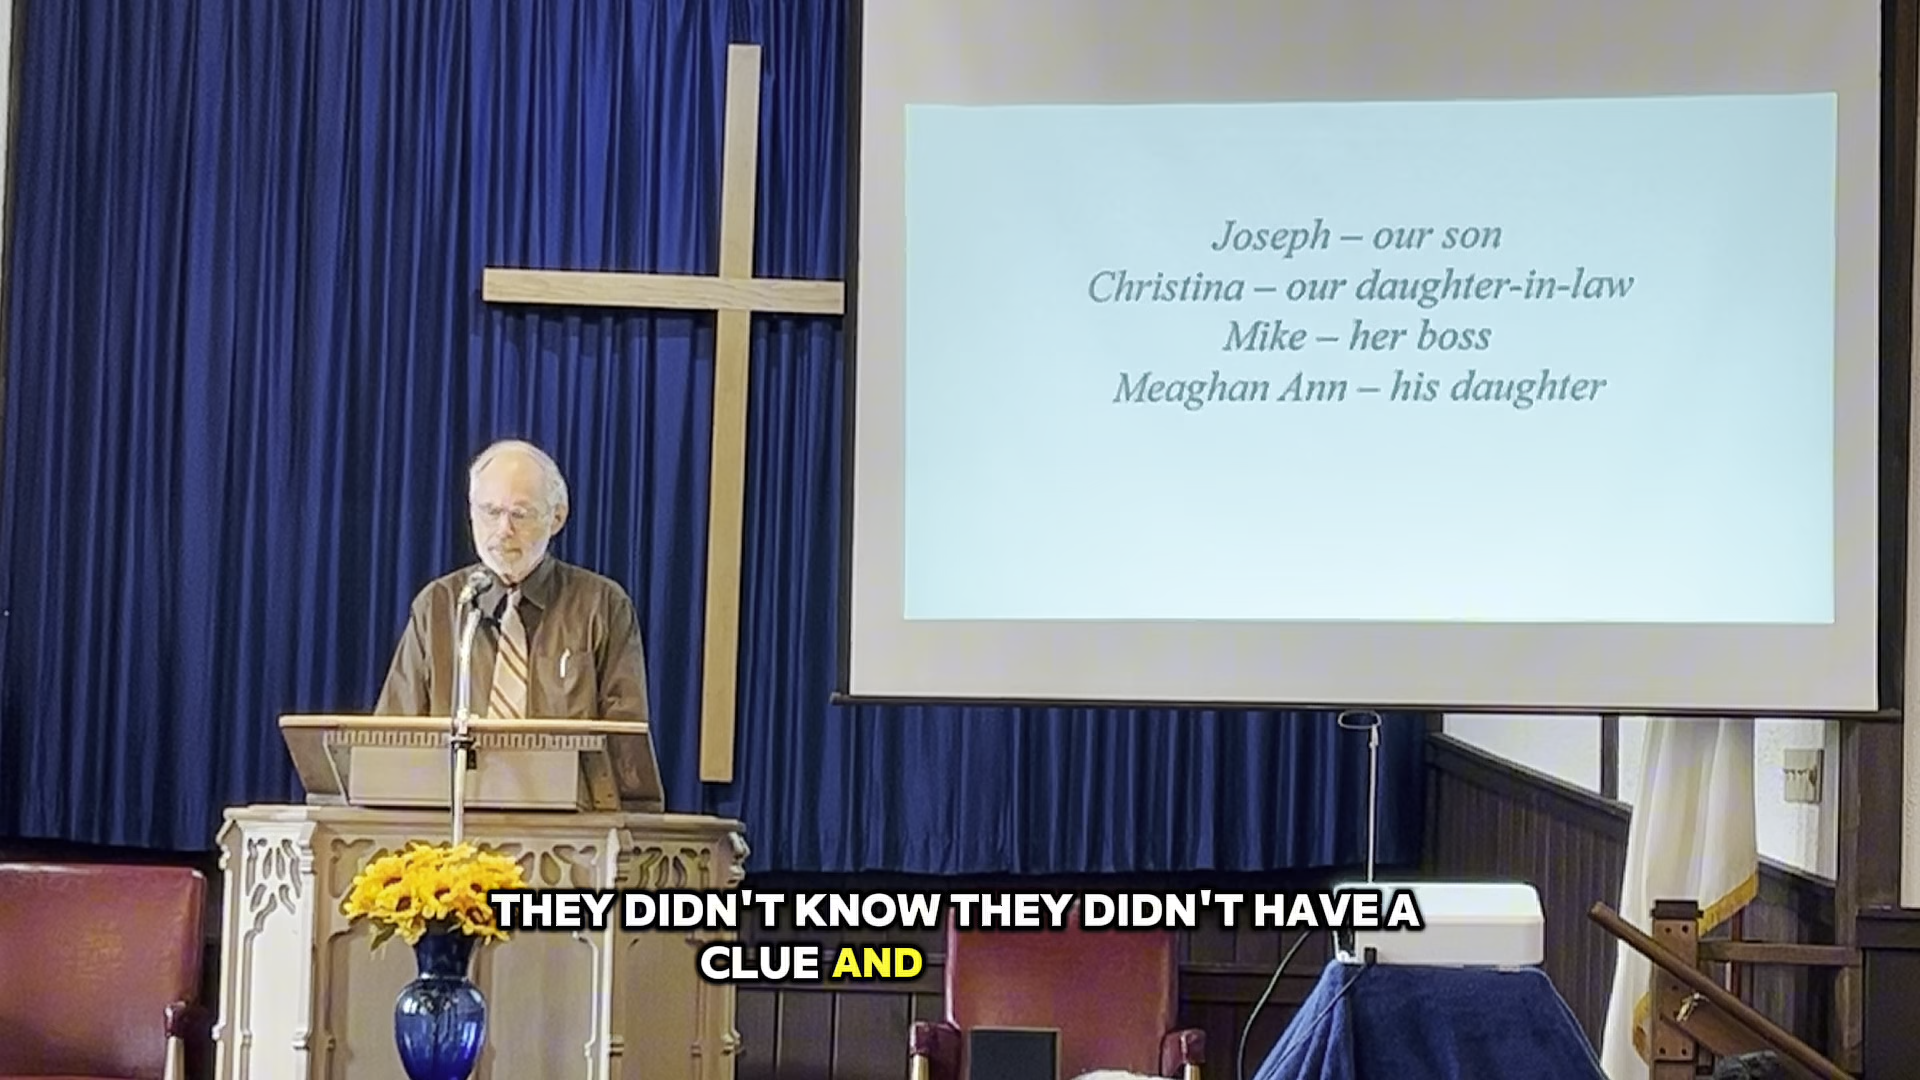 Joseph – our son
Christina – our daughter-in-law
Mike – her boss
Meaghan Ann – his daughter
THEY DIDN'T KNOW THEY DIDN'T HAVE A
CLUE AND